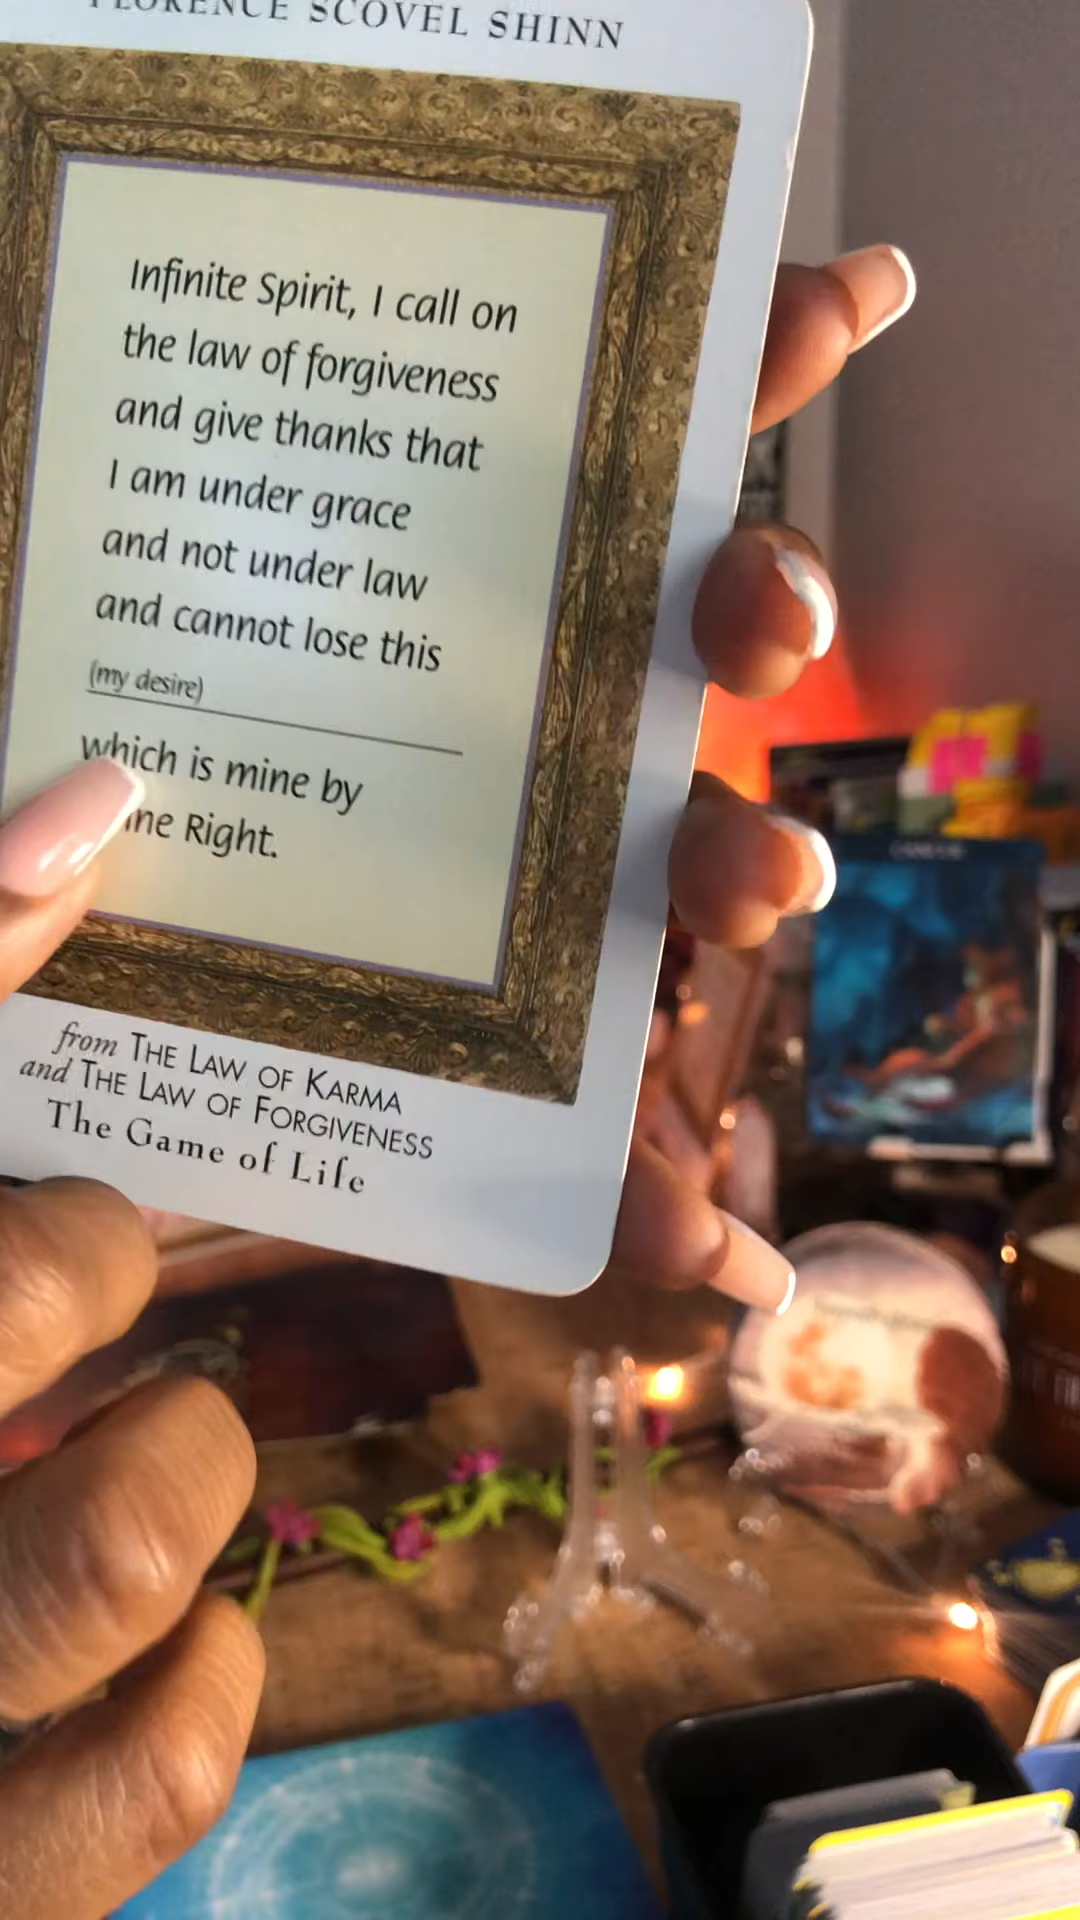 FLORENCE SCOVEL SHINN
Infinite Spirit, I call on
the law of forgiveness
and give thanks that
I am under grace
and not under law
and cannot lose this
(my desire)
which is mine by
ine Right.
from THE LAW OF KARMA
and THE LAW OF FORGIVENESS
The Game of Life